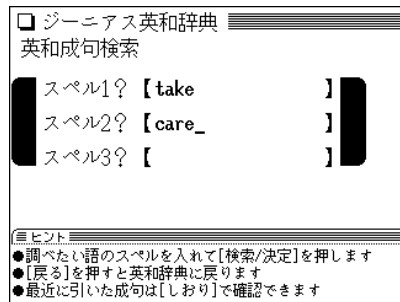 ジーニアス英和辞典
英和成句検索
スペル1? 【take 】
スペル2? 【care_ 】
スペル3? 【 】
ヒント
●調べたい語のスペルを入れて[検索/決定]を押します
●[戻る]を押すと英和辞典に戻ります
●最近に引いた成句は[しおり]で確認できます